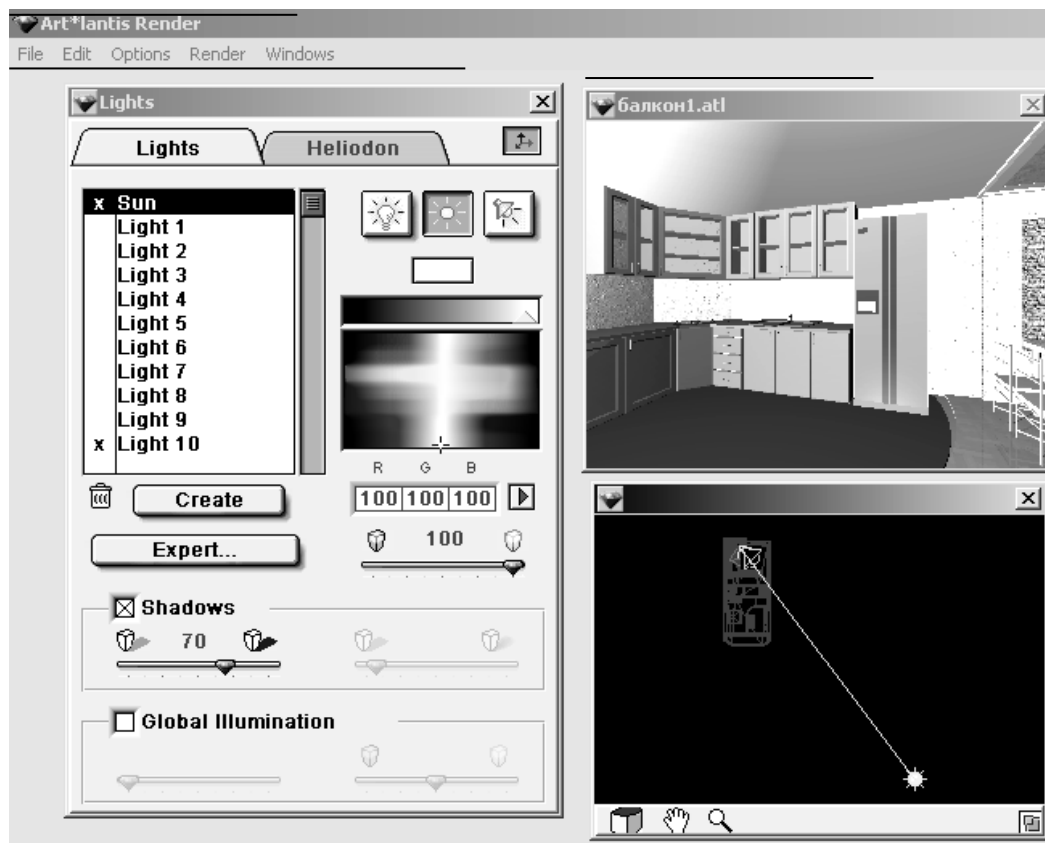 Art*lantis Render
File Edit Options Render Windows
Lights
Lights Heliodon
x Sun
Light 1
Light 2
Light 3
Light 4
Light 5
Light 6
Light 7
Light 8
Light 9
x Light 10
R G B
100 100 100
Create
100
Expert...
Shadows
70
Global Illumination
балкон1.atl